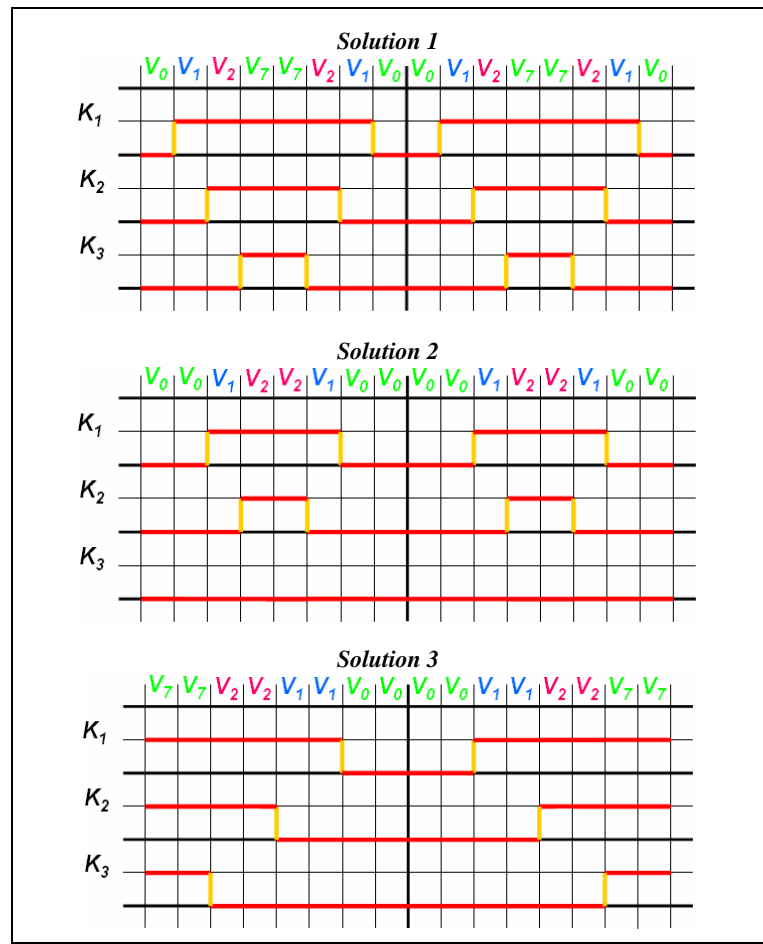 Solution 1
V0 V1 V2 V7 V7 V2 V1 V0 V0 V1 V2 V7 V7 V2 V1 V0
K1
K2
K3
Solution 2
V0 V0 V1 V2 V2 V1 V0 V0 V0 V0 V1 V2 V2 V1 V0 V0
K1
K2
K3
Solution 3
V7 V7 V2 V2 V1 V1 V0 V0 V0 V0 V1 V1 V2 V2 V7 V7
K1
K2
K3